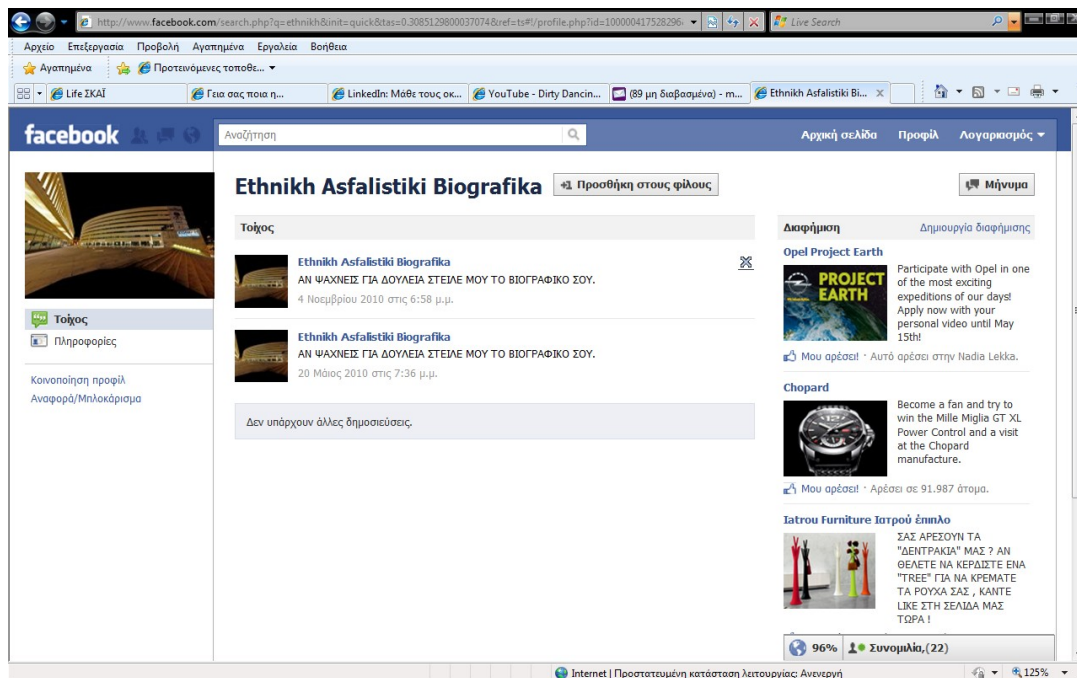 http://www.facebook.com/search.php?q=ethnikh&init=quick&tas=0.3085129800037074&ref=ts#!/profile.php?id=100000417528296
Live Search
Αρχείο Επεξεργασία Προβολή Αγαπημένα Εργαλεία Βοήθεια
Αγαπημένα Προτεινόμενες τοποθε...
Life ΣΚΑΪ
Γεια σας ποια η...
LinkedIn: Μάθε τους οκ...
YouTube - Dirty Dancin...
(89 μη διαβασμένα) - m...
Ethnikh Asfalistiki Bi...
facebook
Αναζήτηση
Αρχική σελίδα Προφίλ Λογαριασμός
Ethnikh Asfalistiki Biografika
+1 Προσθήκη στους φίλους
Μήνυμα
Τοίχος
Πληροφορίες
Κοινοποίηση προφίλ
Αναφορά/Μπλοκάρισμα
Τοίχος
Ethnikh Asfalistiki Biografika
ΑΝ ΨΑΧΝΕΙΣ ΓΙΑ ΔΟΥΛΕΙΑ ΣΤΕΙΛΕ ΜΟΥ ΤΟ ΒΙΟΓΡΑΦΙΚΟ ΣΟΥ.
4 Νοεμβρίου 2010 στις 6:58 μ.μ.
Ethnikh Asfalistiki Biografika
ΑΝ ΨΑΧΝΕΙΣ ΓΙΑ ΔΟΥΛΕΙΑ ΣΤΕΙΛΕ ΜΟΥ ΤΟ ΒΙΟΓΡΑΦΙΚΟ ΣΟΥ.
20 Μάιος 2010 στις 7:36 μ.μ.
Δεν υπάρχουν άλλες δημοσιεύσεις.
Διαφήμιση Δημιουργία διαφήμισης
Opel Project Earth
PROJECT
EARTH
Participate with Opel in one
of the most exciting
expeditions of our days!
Apply now with your
personal video until May
15th!
Μου αρέσει! · Αυτό αρέσει στην Nadia Lekka.
Chopard
Become a fan and try to
win the Mille Miglia GT XL
Power Control and a visit
at the Chopard
manufacture.
Μου αρέσει! · Αρέσει σε 91.987 άτομα.
Iatrou Furniture Ιατρού έπιπλο
ΣΑΣ ΑΡΕΣΟΥΝ ΤΑ
"ΔΕΝΤΡΑΚΙΑ" ΜΑΣ ? ΑΝ
ΘΕΛΕΤΕ ΝΑ ΚΕΡΔΙΣΤΕ ΕΝΑ
"TREE" ΓΙΑ ΝΑ ΚΡΕΜΑΤΕ
ΤΑ ΡΟΥΧΑ ΣΑΣ , ΚΑΝΤΕ
LIKE ΣΤΗ ΣΕΛΙΔΑ ΜΑΣ
ΤΩΡΑ !
96%
Συνομιλία,(22)
Internet | Προστατευμένη κατάσταση λειτουργίας: Ανενεργή
125%